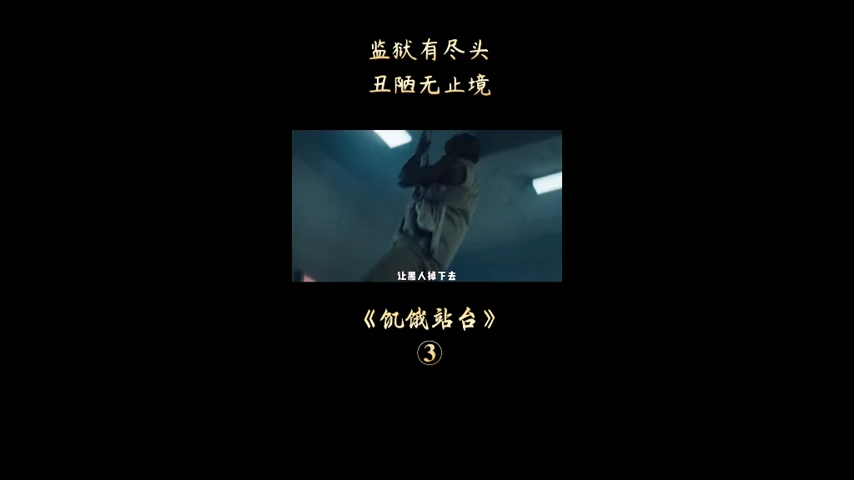 监狱有尽头
丑陋无止境
让黑人掉下去
《饥饿站台》
③